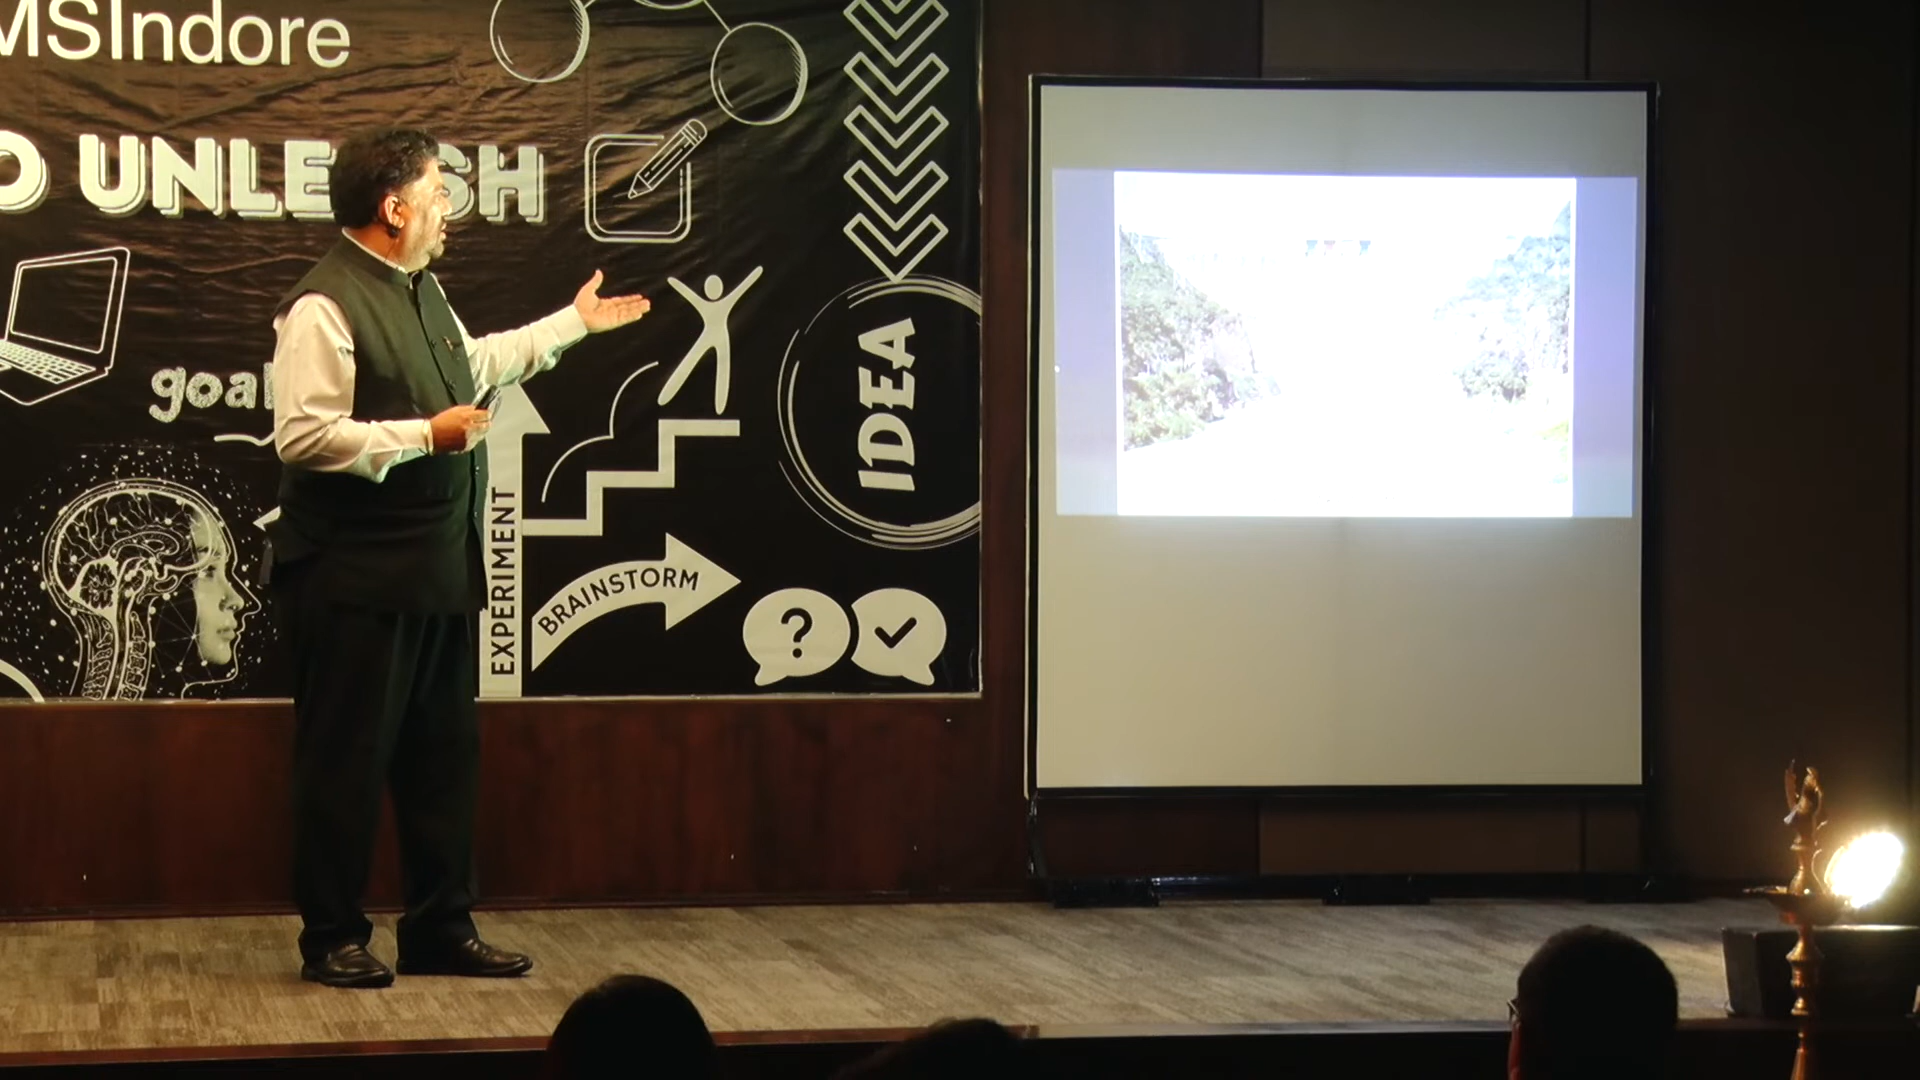 MSIndore
O UNLE SH
goal
IDEA
EXPERIMENT
BRAINSTORM
?